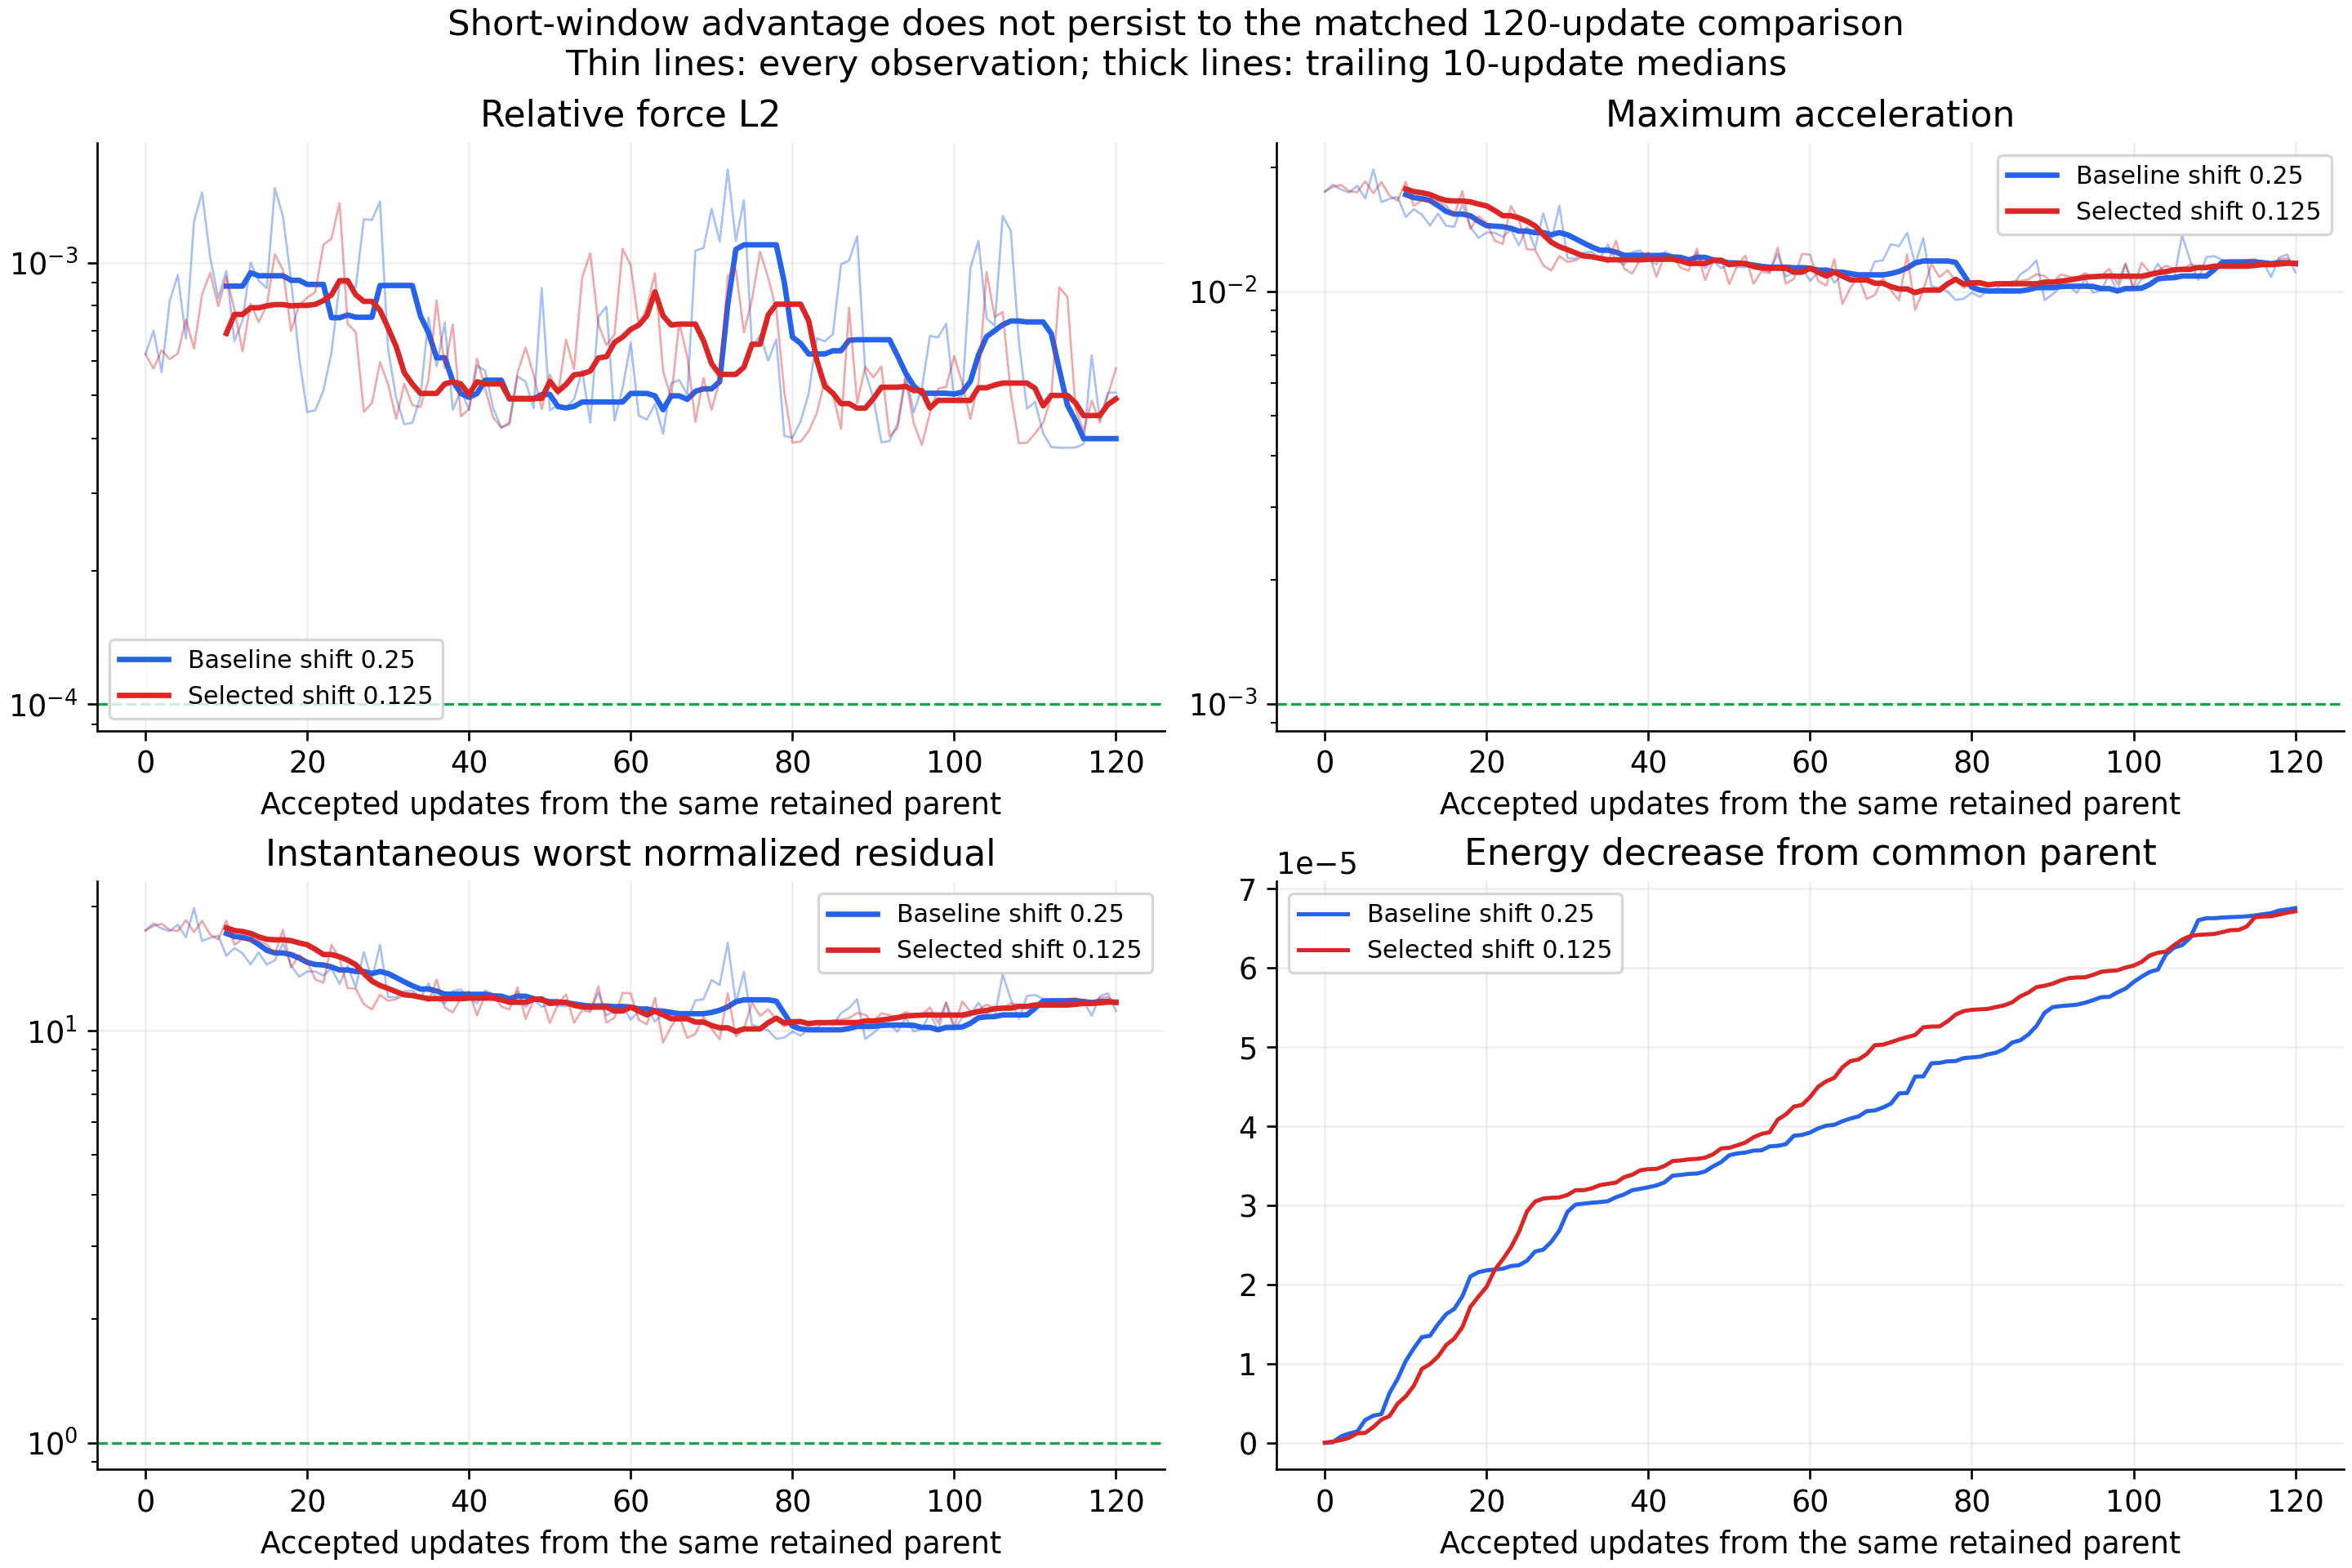 Short-window advantage does not persist to the matched 120-update comparison
Thin lines: every observation; thick lines: trailing 10-update medians
Relative force L2
10⁻³
10⁻⁴
Baseline shift 0.25
Selected shift 0.125
0 20 40 60 80 100 120
Accepted updates from the same retained parent
Maximum acceleration
10⁻²
10⁻³
Baseline shift 0.25
Selected shift 0.125
0 20 40 60 80 100 120
Accepted updates from the same retained parent
Instantaneous worst normalized residual
10¹
10⁰
Baseline shift 0.25
Selected shift 0.125
0 20 40 60 80 100 120
Accepted updates from the same retained parent
Energy decrease from common parent
1e−5
7
6
5
4
3
2
1
0
Baseline shift 0.25
Selected shift 0.125
0 20 40 60 80 100 120
Accepted updates from the same retained parent